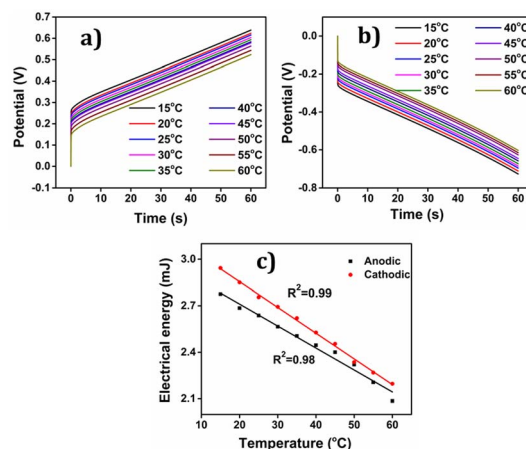 a)
0.7
0.6
0.5
0.4
0.3
0.2
0.1
0.0
-0.1
Potential (V)
15°C 40°C
20°C 45°C
25°C 50°C
30°C 55°C
35°C 60°C
0 10 20 30 40 50 60
Time (s)
b)
-0.0
-0.2
-0.4
-0.6
-0.8
Potential (V)
15°C 40°C
20°C 45°C
25°C 50°C
30°C 55°C
35°C 60°C
0 10 20 30 40 50 60
Time (s)
c)
3.0
2.7
2.4
2.1
Electrical energy (mJ)
Anodic
Cathodic
R²=0.99
R²=0.98
10 20 30 40 50 60
Temperature (°C)